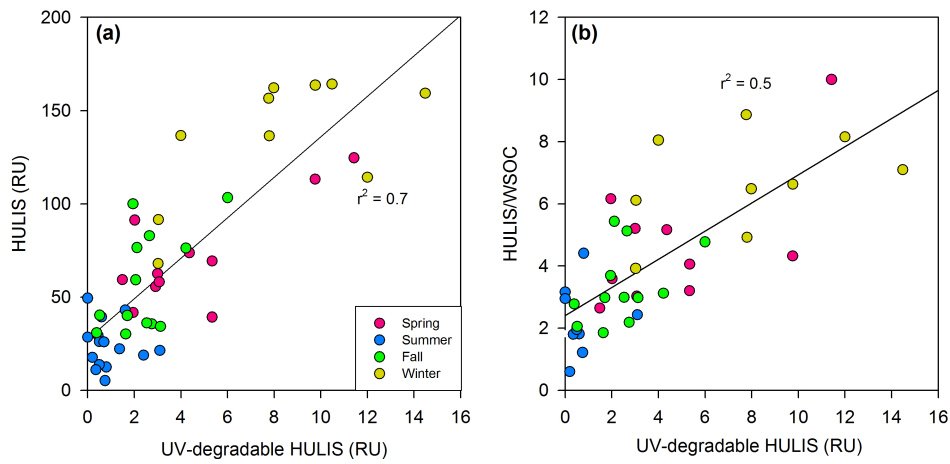 (a)
200
150
100
50
0
HULIS (RU)
r² = 0.7
Spring
Summer
Fall
Winter
0 2 4 6 8 10 12 14 16
UV-degradable HULIS (RU)
(b)
12
10
8
6
4
2
0
HULIS/WSOC
r² = 0.5
0 2 4 6 8 10 12 14 16
UV-degradable HULIS (RU)